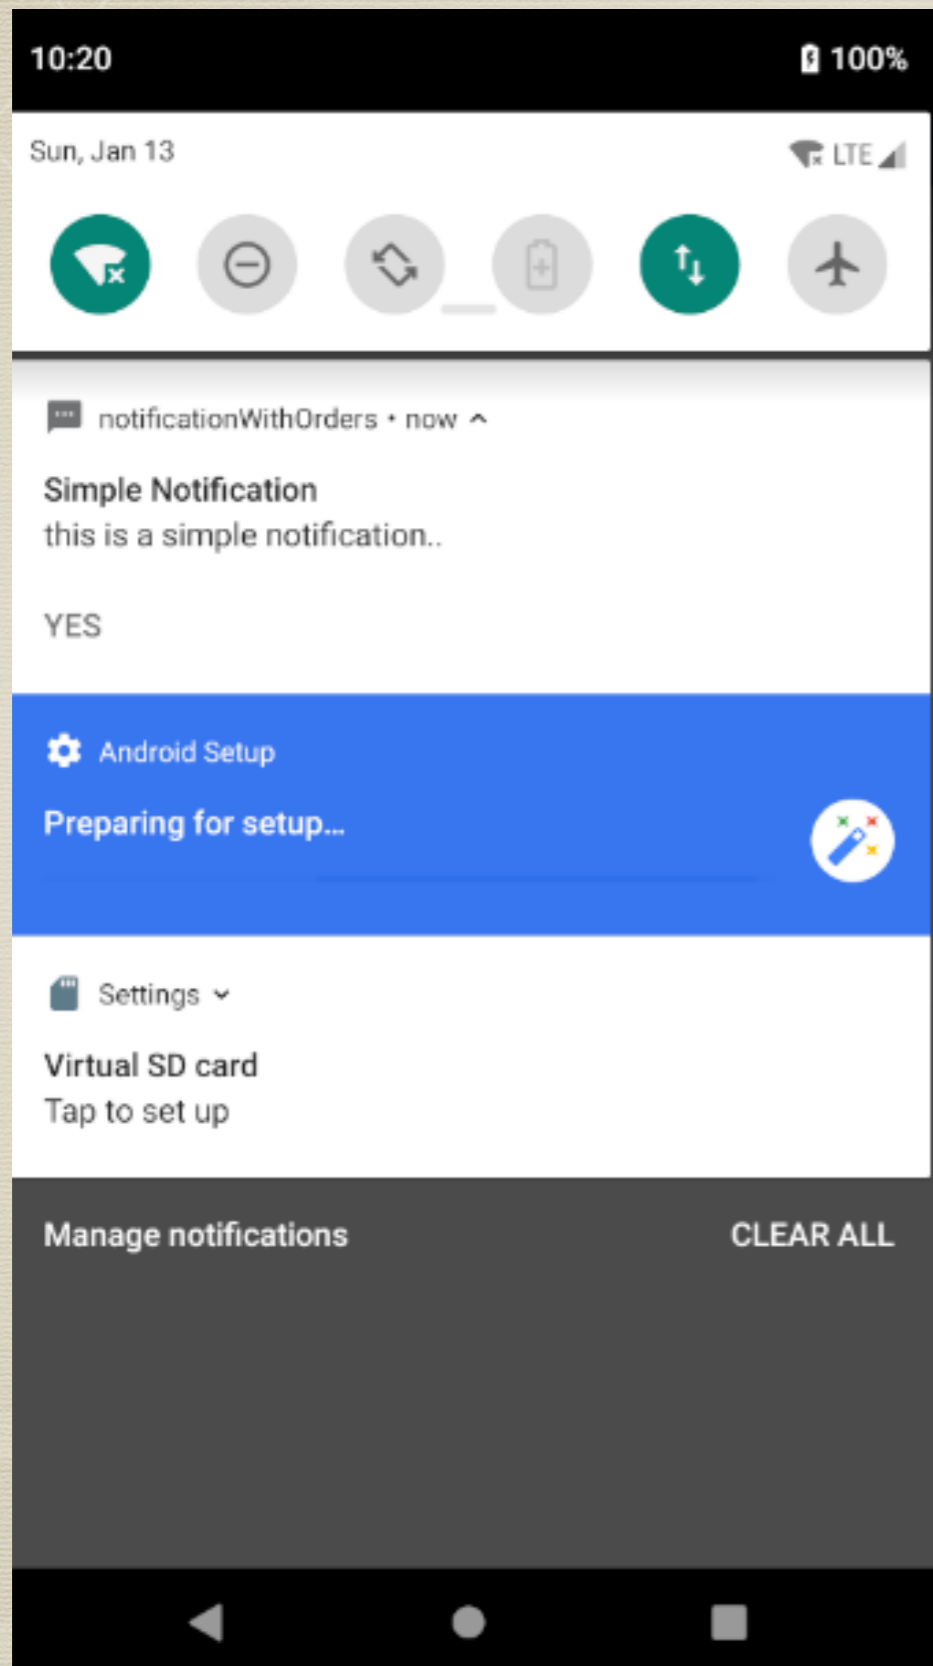 10:20 100%
Sun, Jan 13 LTE
notificationWithOrders • now
Simple Notification
this is a simple notification..
YES
Android Setup
Preparing for setup...
Settings
Virtual SD card
Tap to set up
Manage notifications CLEAR ALL